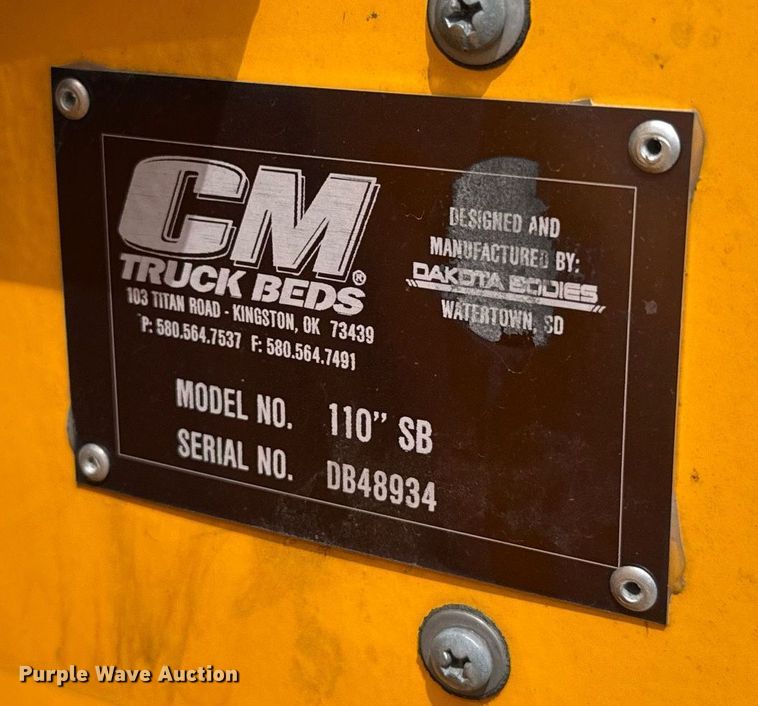 CM®
TRUCK BEDS
103 TITAN ROAD - KINGSTON, OK 73439
P: 580.564.7537 F: 580.564.7491
DESIGNED AND
MANUFACTURED BY:
DAKOTA BODIES
WATERTOWN, SD
MODEL NO. 110" SB
SERIAL NO. DB48934
Purple Wave Auction